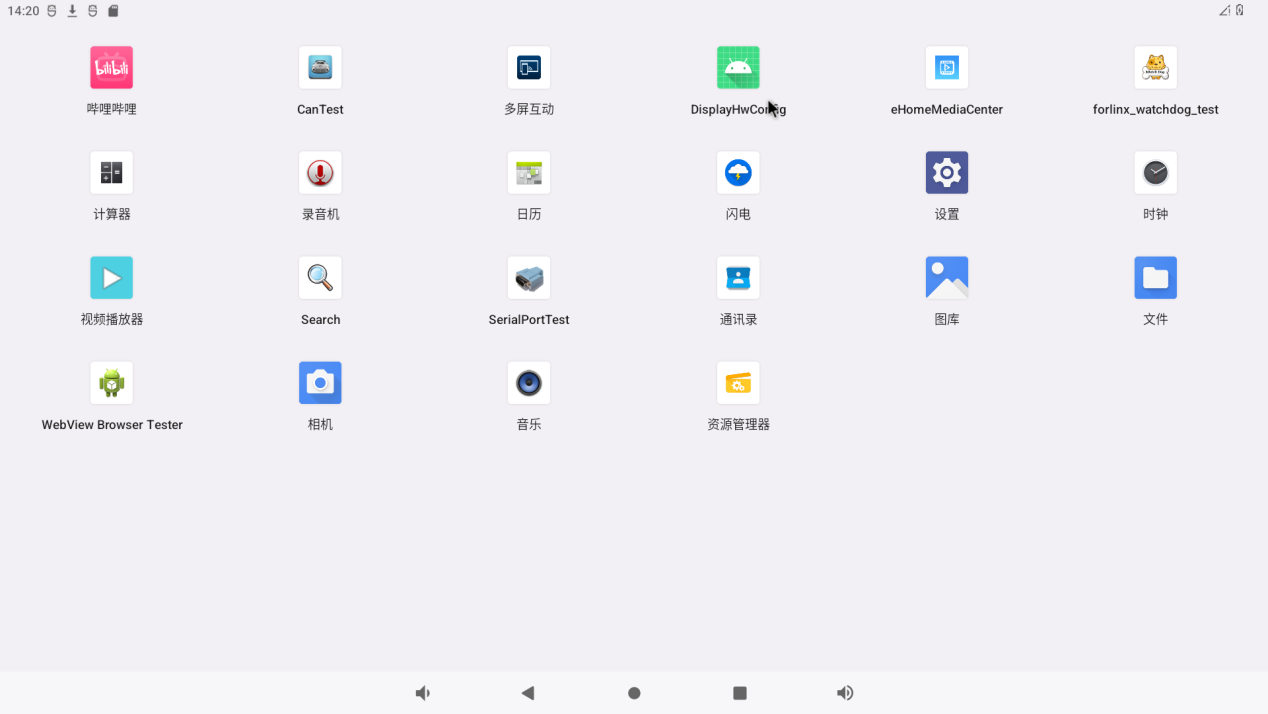 14:20
bilibili
哔哩哔哩
CanTest
多屏互动
DisplayHwConfig
eHomeMediaCenter
forlinx_watchdog_test
计算器
录音机
日历
闪电
设置
时钟
视频播放器
Search
SerialPortTest
通讯录
图库
文件
WebView Browser Tester
相机
音乐
资源管理器